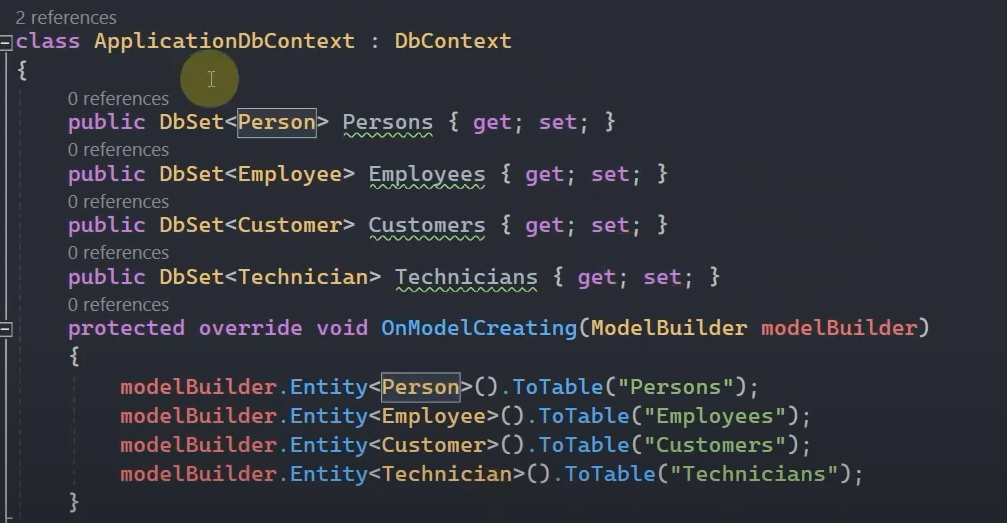 2 references
class ApplicationDbContext : DbContext
{
0 references
public DbSet<Person> Persons { get; set; }
0 references
public DbSet<Employee> Employees { get; set; }
0 references
public DbSet<Customer> Customers { get; set; }
0 references
public DbSet<Technician> Technicians { get; set; }
0 references
protected override void OnModelCreating(ModelBuilder modelBuilder)
{
modelBuilder.Entity<Person>().ToTable("Persons");
modelBuilder.Entity<Employee>().ToTable("Employees");
modelBuilder.Entity<Customer>().ToTable("Customers");
modelBuilder.Entity<Technician>().ToTable("Technicians");
}